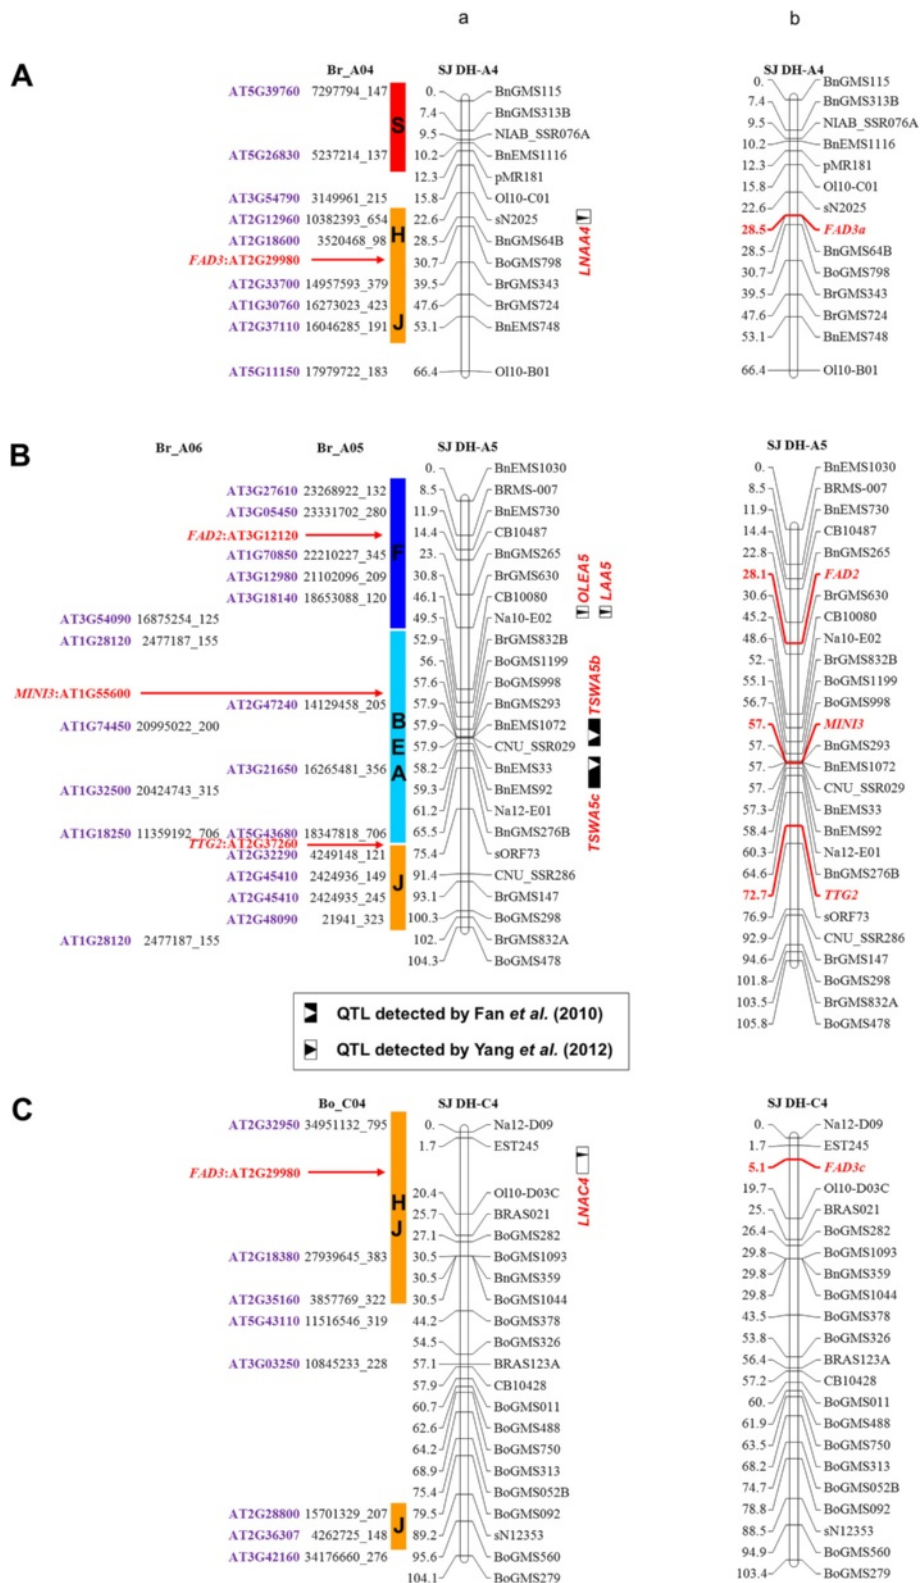 a b
A
Br_A04 SJ DH-A4 SJ DH-A4
AT5G39760 7297794_147 0. BnGMS115 0. BnGMS115
7.4 BnGMS313B 7.4 BnGMS313B
S 9.5 NIAB_SSR076A 9.5 NIAB_SSR076A
AT5G26830 5237214_137 10.2 BnEMS1116 10.2 BnEMS1116
12.3 pMR181 12.3 pMR181
AT3G54790 3149961_215 15.8 Ol10-C01 15.8 Ol10-C01
AT2G12960 10382393_654 22.6 sN2025 22.6 sN2025
H LNAA4 28.5 FAD3a
AT2G18600 3520468_98 28.5 BnGMS64B 28.5 BnGMS64B
FAD3:AT2G29980 30.7 BoGMS798 30.7 BoGMS798
AT2G33700 14957593_379 39.5 BrGMS343 39.5 BrGMS343
AT1G30760 16273023_423 47.6 BrGMS724 47.6 BrGMS724
AT2G37110 16046285_191 J 53.1 BnEMS748 53.1 BnEMS748
AT5G11150 17979722_183 66.4 Ol10-B01 66.4 Ol10-B01
B
Br_A06 Br_A05 SJ DH-A5 SJ DH-A5
0. BnEMS1030 0. BnEMS1030
AT3G27610 23268922_132 8.5 BRMS-007 8.5 BRMS-007
AT3G05450 23331702_280 11.9 BnEMS730 11.9 BnEMS730
FAD2:AT3G12120 14.4 CB10487 14.4 CB10487
AT1G70850 22210227_345 F 23. BnGMS265 22.8 BnGMS265
28.1 FAD2
AT3G12980 21102096_209 30.8 BrGMS630 30.6 BrGMS630
OLEA5 LAA5
AT3G18140 18653088_120 46.1 CB10080 45.2 CB10080
AT3G54090 16875254_125 49.5 Na10-E02 48.6 Na10-E02
AT1G28120 2477187_155 52.9 BrGMS832B 52. BrGMS832B
56. BoGMS1199 55.1 BoGMS1199
MINI3:AT1G55600 57.6 BoGMS998 56.7 BoGMS998
TSWA5b
AT2G47240 14129458_205 57.9 BnGMS293 57. MINI3
AT1G74450 20995022_200 B 57.9 BnEMS1072 57. BnGMS293
E 57.9 CNU_SSR029 57. BnEMS1072
AT3G21650 16265481_356 A 58.2 BnEMS33 57. CNU_SSR029
AT1G32500 20424743_315 59.3 BnEMS92 57.3 BnEMS33
TSWA5c
61.2 Na12-E01 58.4 BnEMS92
AT1G18250 11359192_706 AT5G43680 18347818_706 65.5 BnGMS276B 60.3 Na12-E01
TTG2:AT2G37260
AT2G32290 4249148_121 75.4 sORF73 64.6 BnGMS276B
AT2G45410 2424936_149 J 91.4 CNU_SSR286 72.7 TTG2
AT2G45410 2424935_245 93.1 BrGMS147 76.9 sORF73
AT2G48090 21941_323 100.3 BoGMS298 92.9 CNU_SSR286
AT1G28120 2477187_155 102. BrGMS832A 94.6 BrGMS147
104.3 BoGMS478 101.8 BoGMS298
103.5 BrGMS832A
105.8 BoGMS478
QTL detected by Fan et al. (2010)
QTL detected by Yang et al. (2012)
C
Bo_C04 SJ DH-C4 SJ DH-C4
AT2G32950 34951132_795 0. Na12-D09 0. Na12-D09
1.7 EST245 1.7 EST245
FAD3:AT2G29980 5.1 FAD3c
LNAC4
H 20.4 Ol10-D03C 19.7 Ol10-D03C
J 25.7 BRAS021 25. BRAS021
27.1 BoGMS282 26.4 BoGMS282
AT2G18380 27939645_383 30.5 BoGMS1093 29.8 BoGMS1093
30.5 BnGMS359 29.8 BnGMS359
AT2G35160 3857769_322 30.5 BoGMS1044 29.8 BoGMS1044
AT5G43110 11516546_319 44.2 BoGMS378 43.5 BoGMS378
54.5 BoGMS326 53.8 BoGMS326
AT3G03250 10845233_228 57.1 BRAS123A 56.4 BRAS123A
57.9 CB10428 57.2 CB10428
60.7 BoGMS011 60. BoGMS011
62.6 BoGMS488 61.9 BoGMS488
64.2 BoGMS750 63.5 BoGMS750
68.9 BoGMS313 68.2 BoGMS313
75.4 BoGMS052B 74.7 BoGMS052B
AT2G28800 15701329_207 79.5 BoGMS092 78.8 BoGMS092
AT2G36307 4262725_148 J 89.2 sN12353 88.5 sN12353
AT3G42160 34176660_276 95.6 BoGMS560 94.9 BoGMS560
104.1 BoGMS279 103.4 BoGMS279